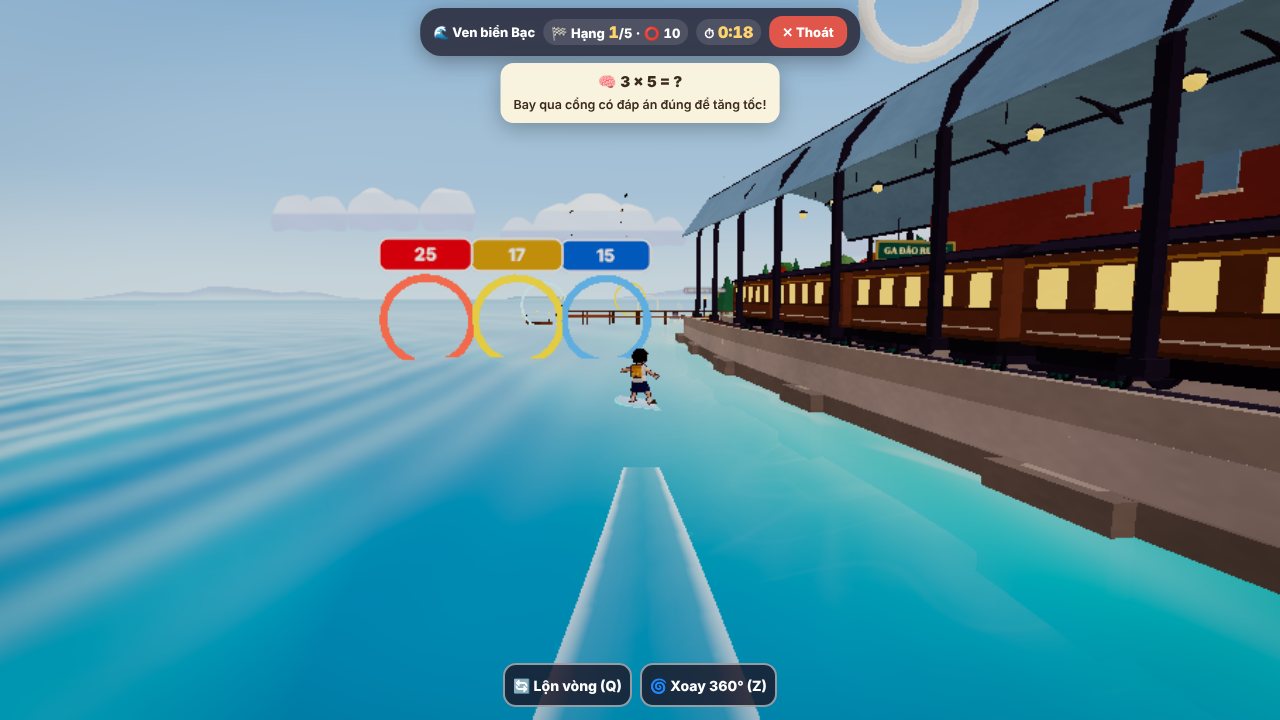 🌊 Ven biển Bạc
🏁 Hạng 1/5 · ⭕ 10
⏱ 0:18
✕ Thoát
🧠 3 × 5 = ?
Bay qua cổng có đáp án đúng để tăng tốc!
25
17
15
GA ĐẢO
🔄 Lộn vòng (Q)
🌀 Xoay 360° (Z)